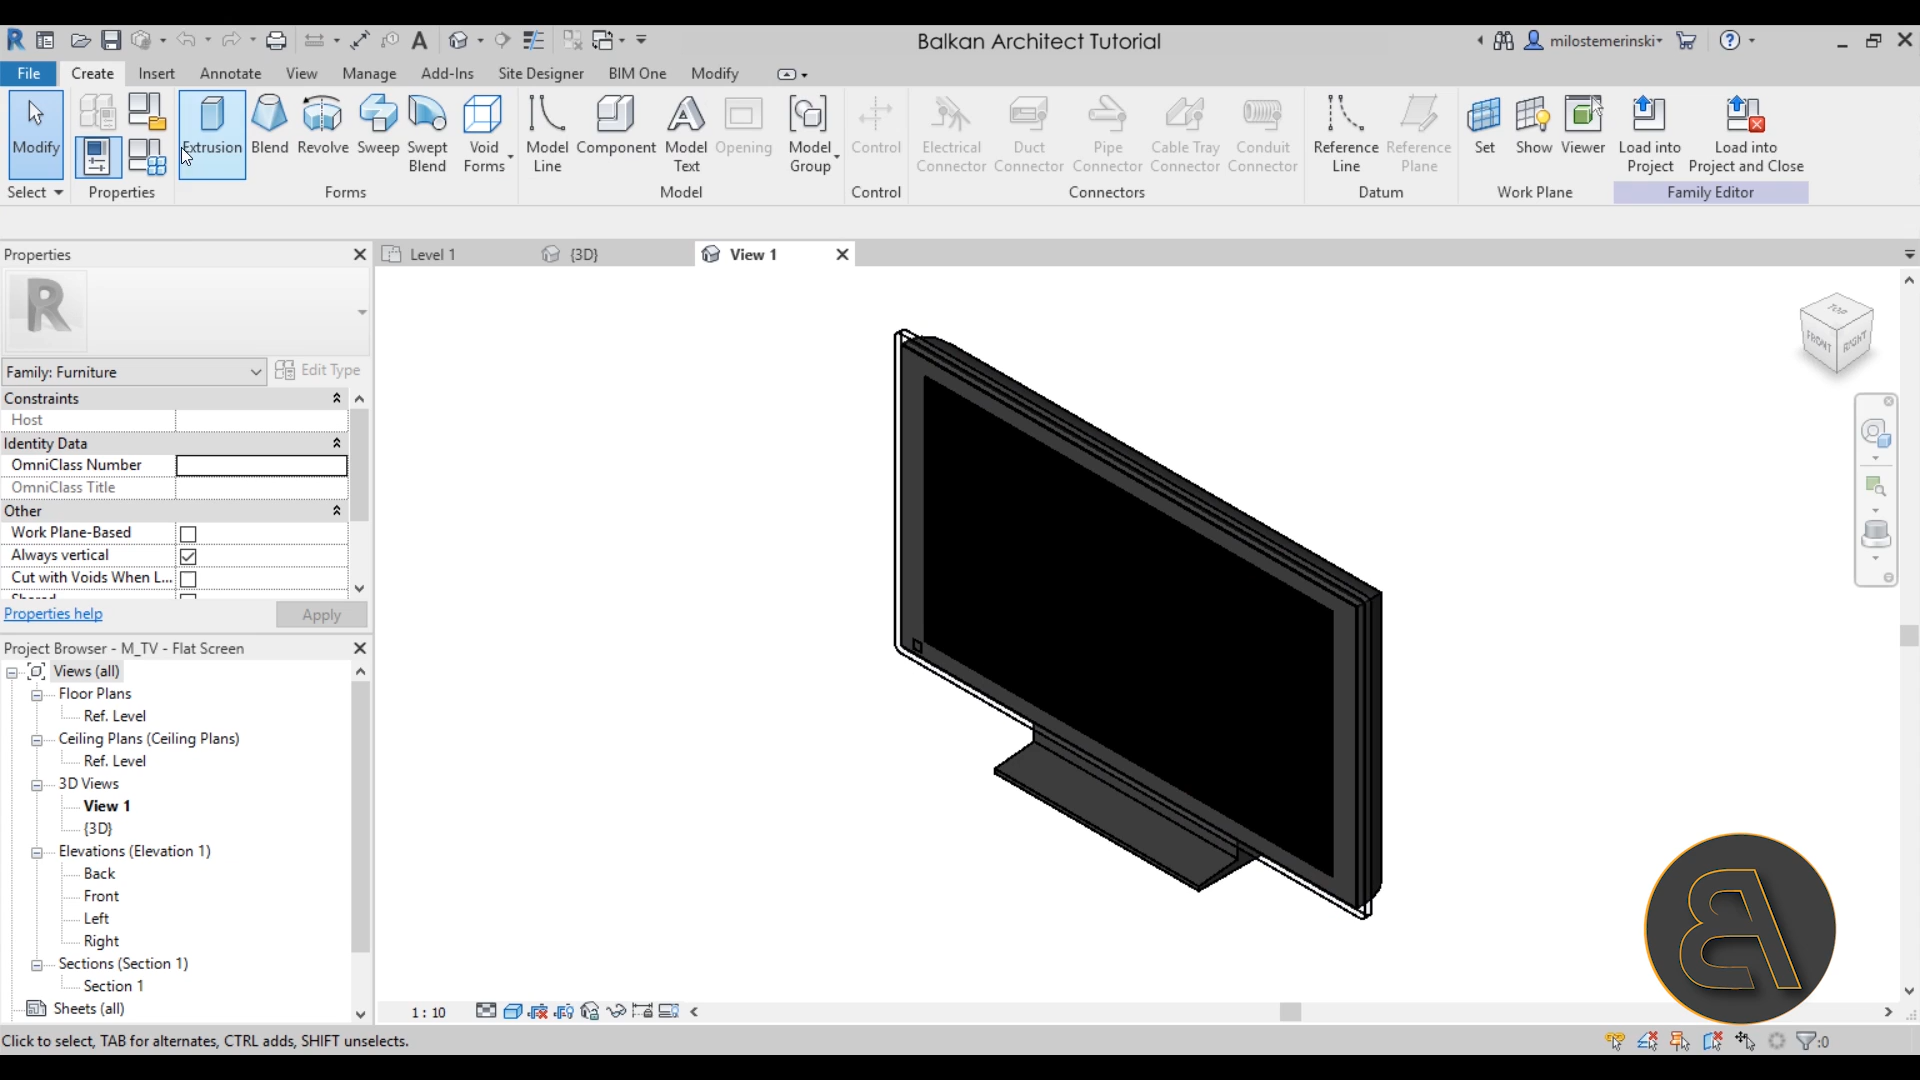 Balkan Architect Tutorial
milostemerinski
File Create Insert Annotate View Manage Add-Ins Site Designer BIM One Modify
Modify
Extrusion Blend Revolve Sweep Swept Blend Void Forms
Model Line Component Model Text Opening Model Group
Control
Electrical Connector Duct Connector Pipe Connector Cable Tray Connector Conduit Connector
Reference Line Reference Plane
Set Show Viewer
Load into Project Load into Project and Close
Select Properties Forms Model Control Connectors Datum Work Plane Family Editor
Properties
Level 1 {3D} View 1
R
Family: Furniture Edit Type
Constraints
Host
Identity Data
OmniClass Number
OmniClass Title
Other
Work Plane-Based
Always vertical
Cut with Voids When L...
Shared
Properties help Apply
Project Browser - M_TV - Flat Screen
Views (all)
Floor Plans
Ref. Level
Ceiling Plans (Ceiling Plans)
Ref. Level
3D Views
View 1
{3D}
Elevations (Elevation 1)
Back
Front
Left
Right
Sections (Section 1)
Section 1
Sheets (all)
TOP
FRONT RIGHT
1 : 10
Click to select, TAB for alternates, CTRL adds, SHIFT unselects.
:0